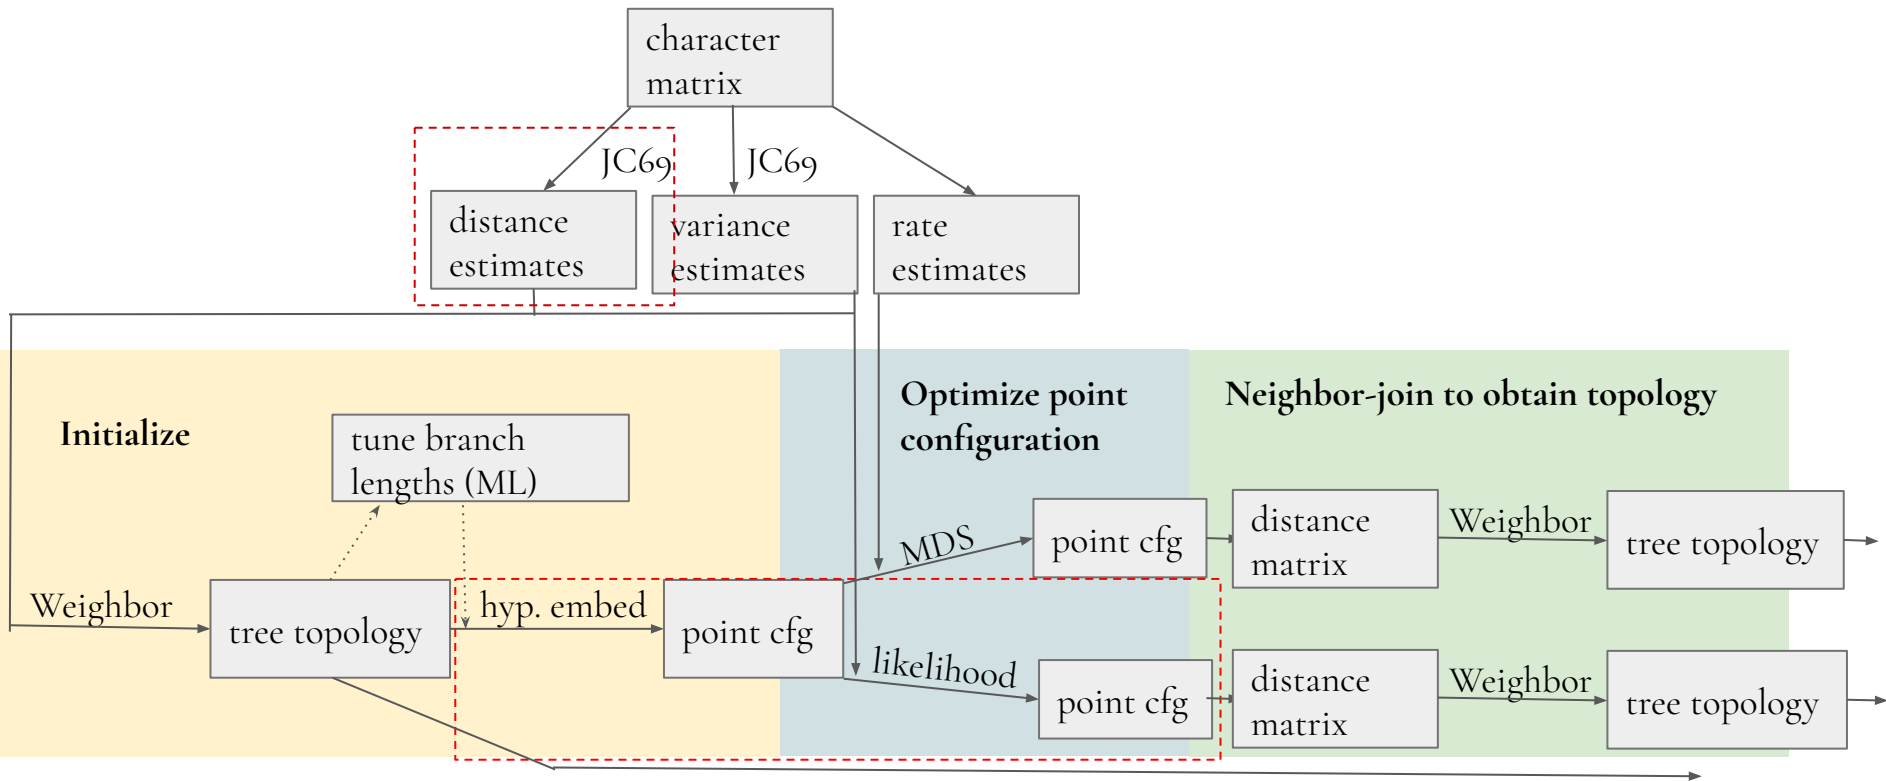 character
matrix
JC69
JC69
distance
estimates
variance
estimates
rate
estimates
Initialize
tune branch
lengths (ML)
Optimize point
configuration
Neighbor-join to obtain topology
Weighbor
tree topology
hyp. embed
point cfg
MDS
point cfg
distance
matrix
Weighbor
tree topology
likelihood
point cfg
distance
matrix
Weighbor
tree topology